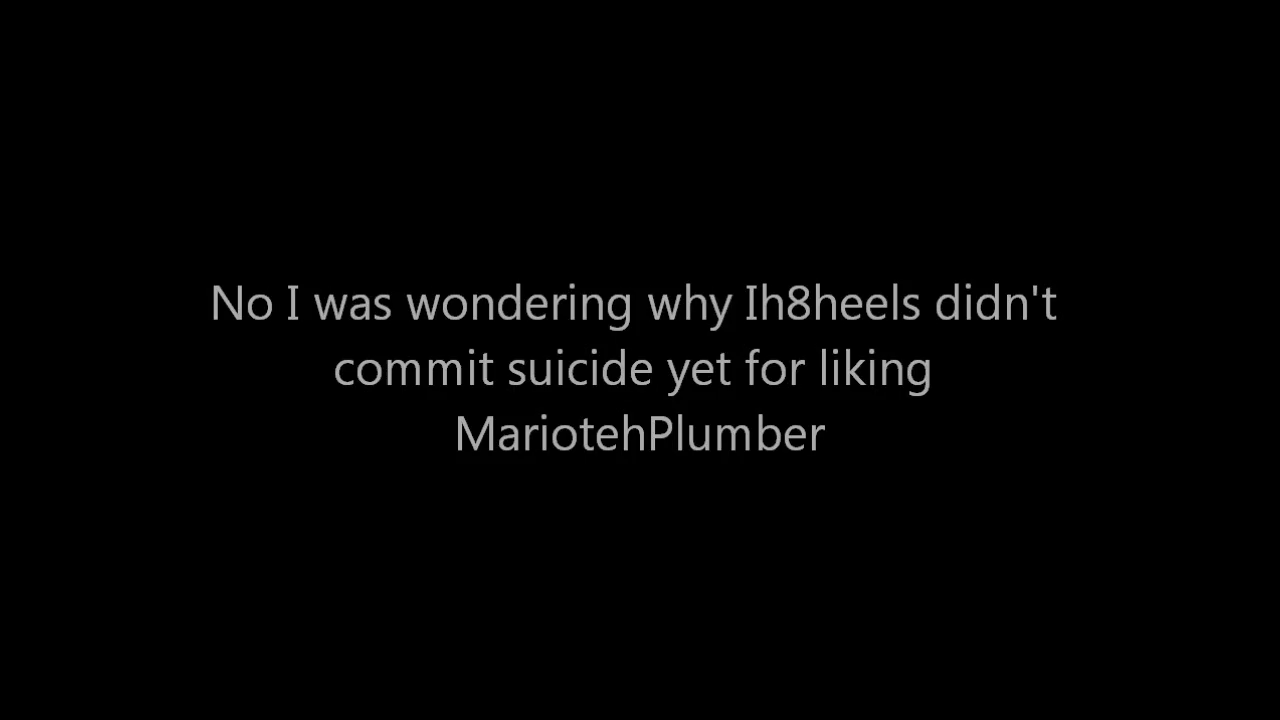 No I was wondering why Ih8heels didn't
commit suicide yet for liking
MariotehPlumber